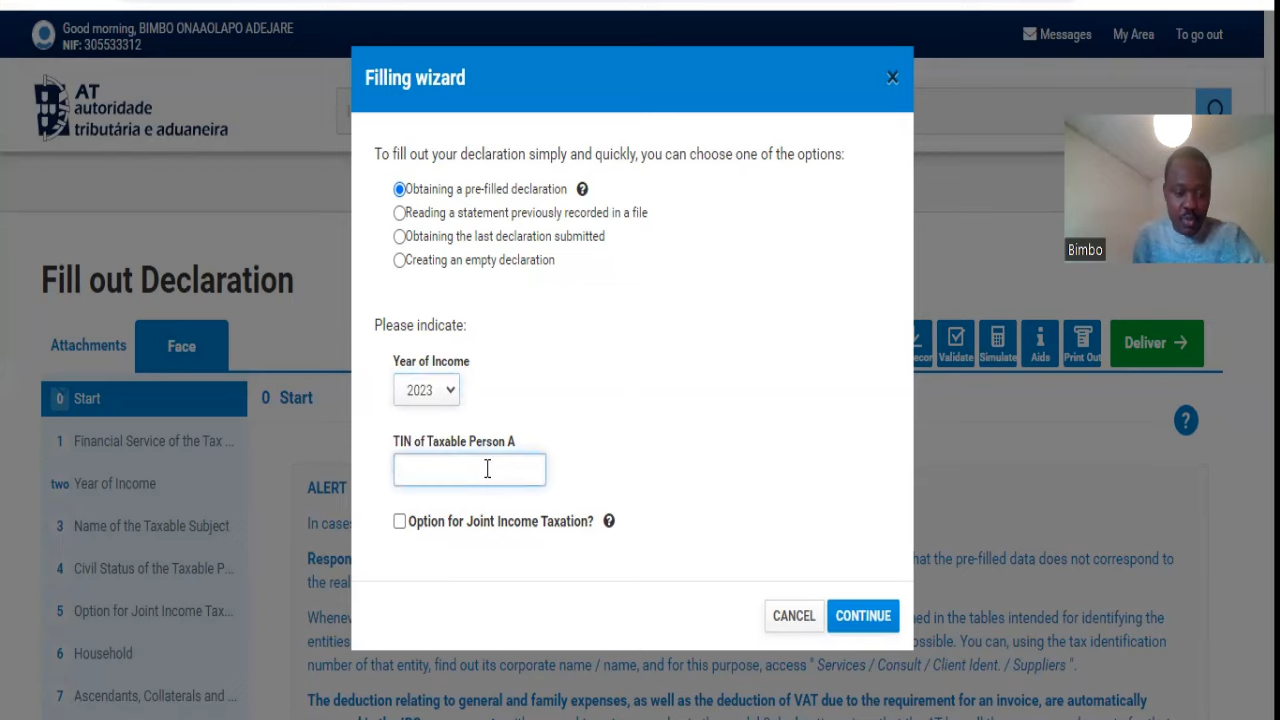 Good morning, BIMBO ONAAOLAPO ADEJARE
NIF: 305533312
Messages
My Area
To go out
AT
autoridade
tributária e aduaneira
Filling wizard
To fill out your declaration simply and quickly, you can choose one of the options:
Obtaining a pre-filled declaration
Reading a statement previously recorded in a file
Obtaining the last declaration submitted
Creating an empty declaration
Bimbo
Fill out Declaration
Please indicate:
Attachments
Face
Validate
Simulate
Aids
Print Out
Deliver
Year of Income
2023
0 Start
0 Start
1 Financial Service of the Tax ...
TIN of Taxable Person A
two Year of Income
ALERT
3 Name of the Taxable Subject
In cases
Option for Joint Income Taxation?
4 Civil Status of the Taxable P...
that the pre-filled data does not correspond to
the real
5 Option for Joint Income Tax...
in the tables intended for identifying the
entities
CANCEL
CONTINUE
6 Household
possible. You can, using the tax identification
number of that entity, find out its corporate name / name, and for this purpose, access " Services / Consult / Client Ident. / Suppliers ".
7 Ascendants, Collaterals and ...
The deduction relating to general and family expenses, as well as the deduction of VAT due to the requirement for an invoice, are automatically